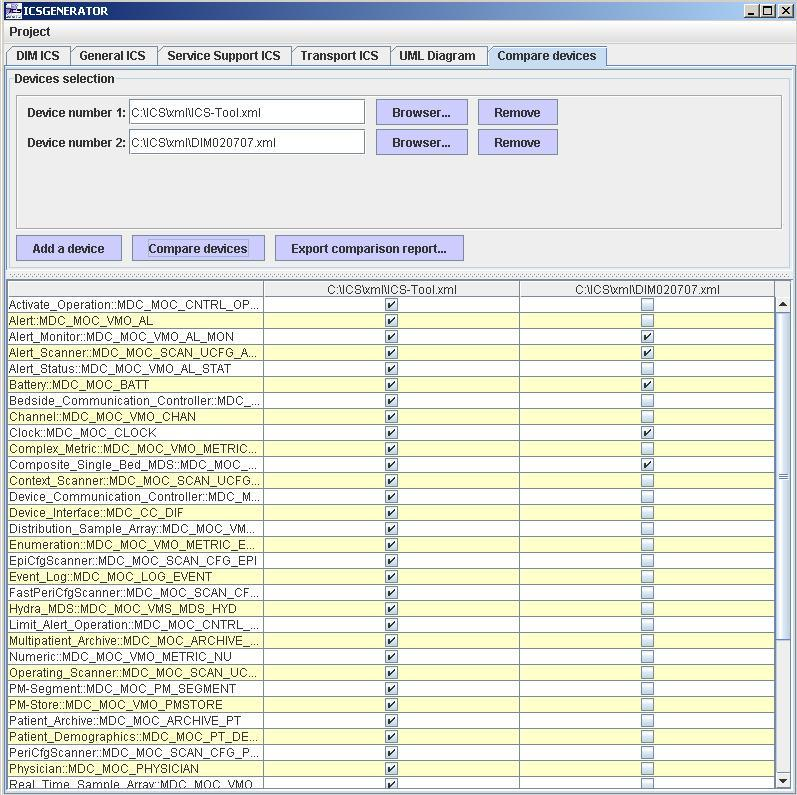 ICSGENERATOR
Project
DIM ICS General ICS Service Support ICS Transport ICS UML Diagram Compare devices
Devices selection
Device number 1: C:\ICS\xml\ICS-Tool.xml Browser... Remove
Device number 2: C:\ICS\xml\DIM020707.xml Browser... Remove
Add a device Compare devices Export comparison report...
C:\ICS\xml\ICS-Tool.xml C:\ICS\xml\DIM020707.xml
Activate_Operation::MDC_MOC_CNTRL_OP...
Alert::MDC_MOC_VMO_AL
Alert_Monitor::MDC_MOC_VMO_AL_MON
Alert_Scanner::MDC_MOC_SCAN_UCFG_A...
Alert_Status::MDC_MOC_VMO_AL_STAT
Battery::MDC_MOC_BATT
Bedside_Communication_Controller::MDC_...
Channel::MDC_MOC_VMO_CHAN
Clock::MDC_MOC_CLOCK
Complex_Metric::MDC_MOC_VMO_METRIC...
Composite_Single_Bed_MDS::MDC_MOC_...
Context_Scanner::MDC_MOC_SCAN_UCFG...
Device_Communication_Controller::MDC_M...
Device_Interface::MDC_CC_DIF
Distribution_Sample_Array::MDC_MOC_VM...
Enumeration::MDC_MOC_VMO_METRIC_E...
EpiCfgScanner::MDC_MOC_SCAN_CFG_EPI
Event_Log::MDC_MOC_LOG_EVENT
FastPeriCfgScanner::MDC_MOC_SCAN_CF...
Hydra_MDS::MDC_MOC_VMS_MDS_HYD
Limit_Alert_Operation::MDC_MOC_CNTRL_...
Multipatient_Archive::MDC_MOC_ARCHIVE_...
Numeric::MDC_MOC_VMO_METRIC_NU
Operating_Scanner::MDC_MOC_SCAN_UC...
PM-Segment::MDC_MOC_PM_SEGMENT
PM-Store::MDC_MOC_VMO_PMSTORE
Patient_Archive::MDC_MOC_ARCHIVE_PT
Patient_Demographics::MDC_MOC_PT_DE...
PeriCfgScanner::MDC_MOC_SCAN_CFG_P...
Physician::MDC_MOC_PHYSICIAN
Real_Time_Sample_Array::MDC_MOC_VMO